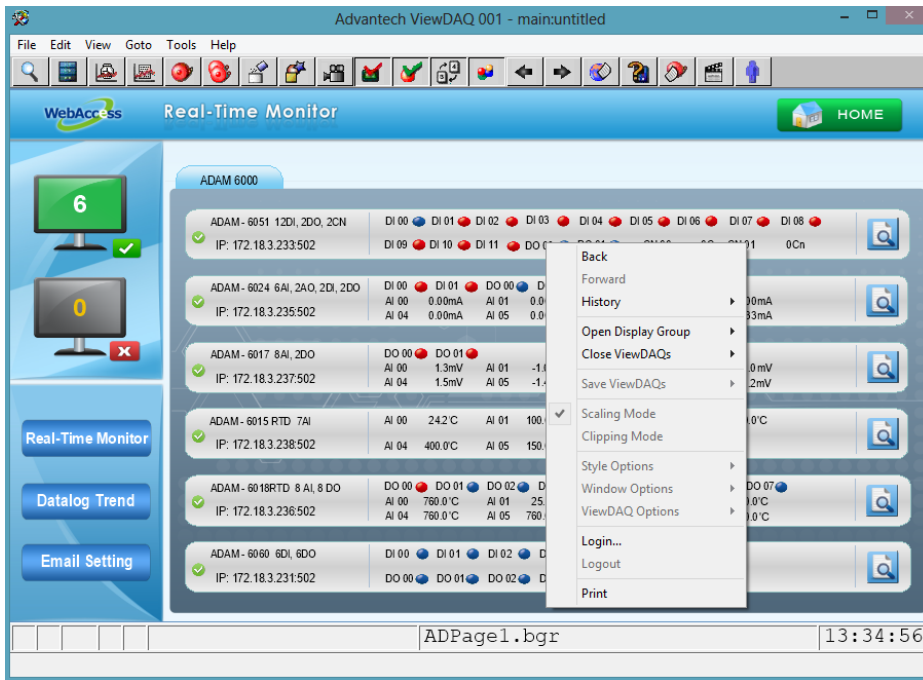 Advantech ViewDAQ 001 - main:untitled
File Edit View Goto Tools Help
WebAccess Real-Time Monitor HOME
6
0
Real-Time Monitor
Datalog Trend
Email Setting
ADAM 6000
ADAM - 6051 12DI, 2DO, 2CN DI 00 DI 01 DI 02 DI 03 DI 04 DI 05 DI 06 DI 07 DI 08
IP: 172.18.3.233:502 DI 09 DI 10 DI 11 0Cn
ADAM - 6024 6AI, 2AO, 2DI, 2DO DI 00 DI 01 DO 00
AI 00 0.00mA AI 01
IP: 172.18.3.235:502 AI 04 0.00mA AI 05
ADAM - 6017 8AI, 2DO DO 00 DO 01
AI 00 1.3mV AI 01
IP: 172.18.3.237:502 AI 04 1.5mV AI 05
ADAM - 6015 RTD 7AI AI 00 24.2'C AI 01
IP: 172.18.3.238:502 AI 04 400.0'C AI 05
ADAM - 6018RTD 8 AI, 8 DO DO 00 DO 01 DO 02 DO 07
AI 00 760.0'C AI 01
IP: 172.18.3.236:502 AI 04 760.0'C AI 05
ADAM - 6060 6DI, 6DO DI 00 DI 01 DI 02
IP: 172.18.3.231:502 DO 00 DO 01 DO 02
Back
Forward
History
Open Display Group
Close ViewDAQs
Save ViewDAQs
Scaling Mode
Clipping Mode
Style Options
Window Options
ViewDAQ Options
Login...
Logout
Print
ADPage1.bgr 13:34:56